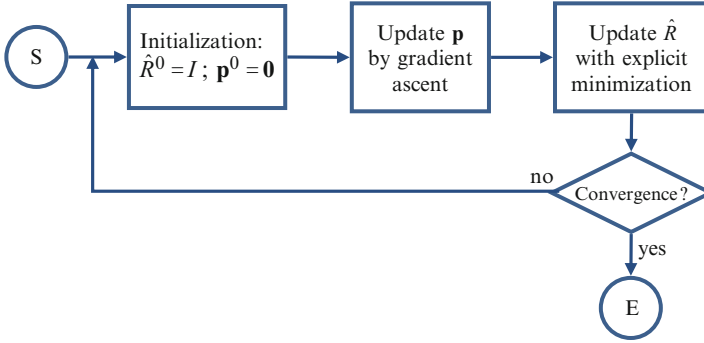 S
Initialization:
R̂⁰ = I ; p⁰ = 0
Update p
by gradient
ascent
Update R̂
with explicit
minimization
no
Convergence?
yes
E